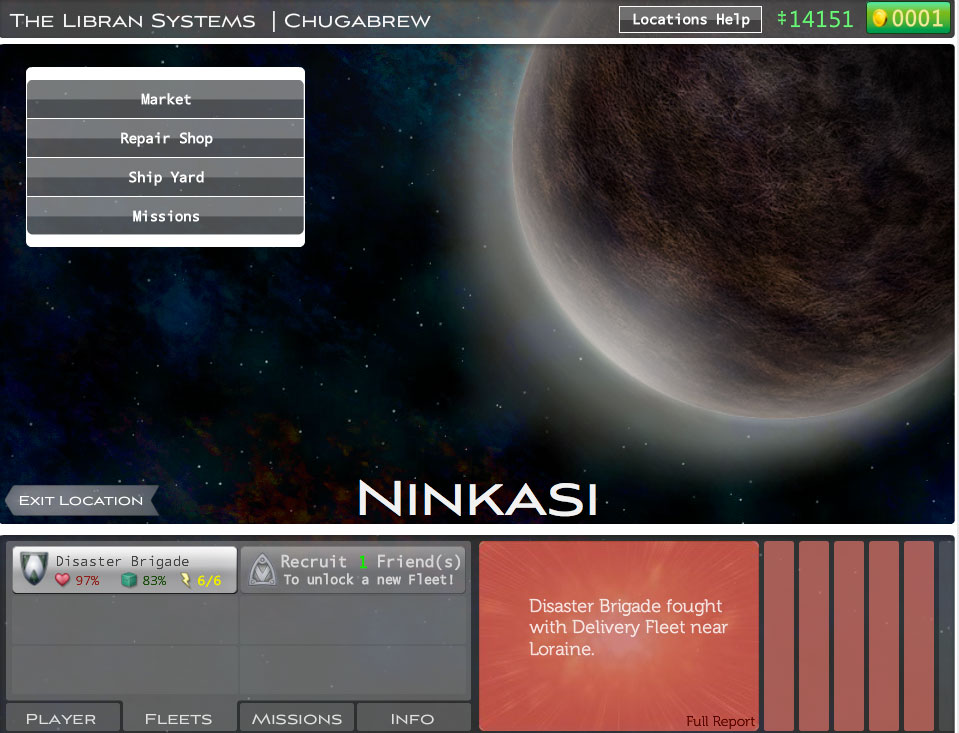 The Libran Systems | Chugabrew
Locations Help
‡14151
0001
Market
Repair Shop
Ship Yard
Missions
Exit Location
Ninkasi
Disaster Brigade
97% 83% 6/6
Recruit 1 Friend(s)
To unlock a new Fleet!
Disaster Brigade fought
with Delivery Fleet near
Loraine.
Full Report
Player
Fleets
Missions
Info